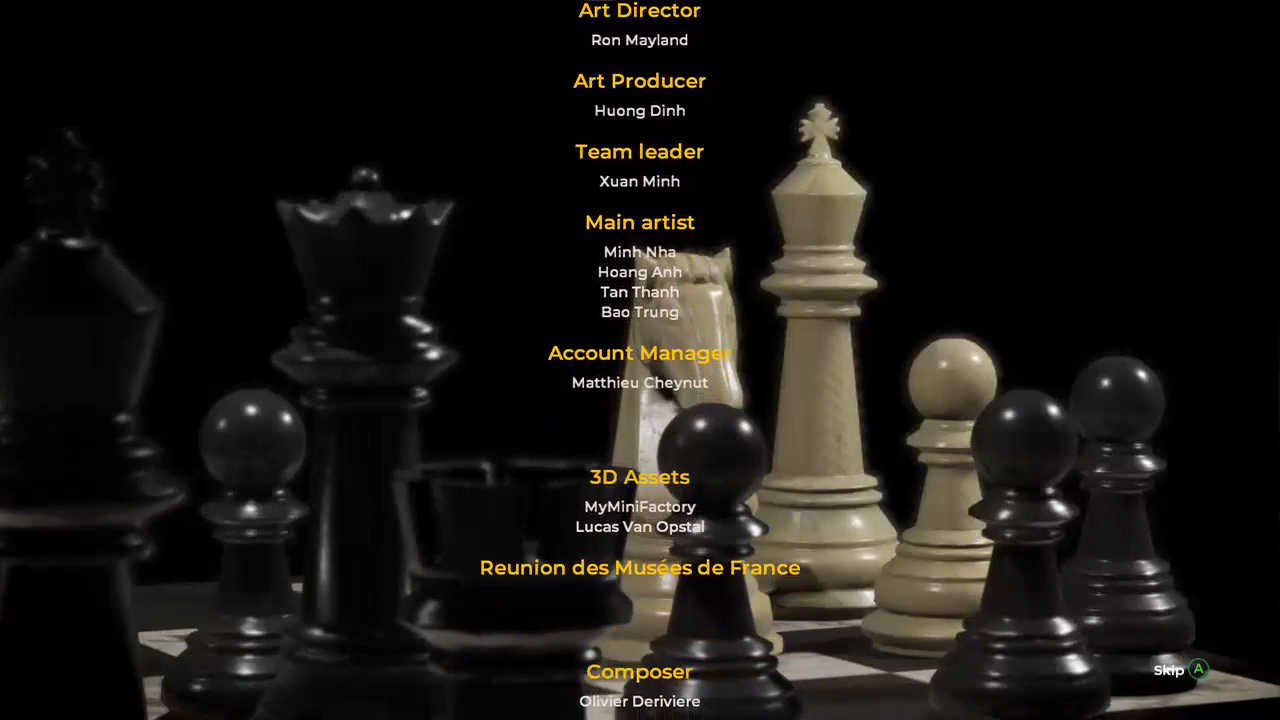 Art Director
Ron Mayland
Art Producer
Huong Dinh
Team leader
Xuan Minh
Main artist
Minh Nha
Hoang Anh
Tan Thanh
Bao Trung
Account Manager
Matthieu Cheynut
3D Assets
MyMiniFactory
Lucas Van Opstal
Reunion des Musées de France
Composer
Olivier Deriviere
Skip A